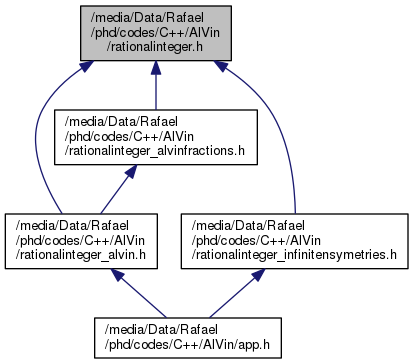 /media/Data/Rafael
/phd/codes/C++/AlVin
/rationalinteger.h
/media/Data/Rafael
/phd/codes/C++/AlVin
/rationalinteger_alvinfractions.h
/media/Data/Rafael
/phd/codes/C++/AlVin
/rationalinteger_alvin.h
/media/Data/Rafael
/phd/codes/C++/AlVin
/rationalinteger_infinitensymetries.h
/media/Data/Rafael
/phd/codes/C++/AlVin/app.h